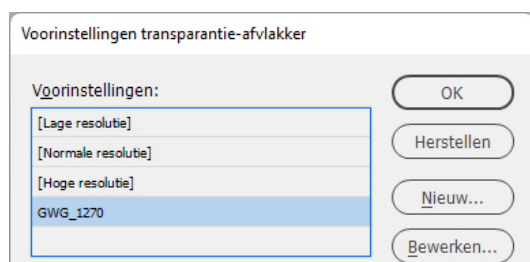 Voorinstellingen transparantie-afvlakker
Voorinstellingen:
[Lage resolutie]
[Normale resolutie]
[Hoge resolutie]
GWG_1270
OK
Herstellen
Nieuw...
Bewerken...